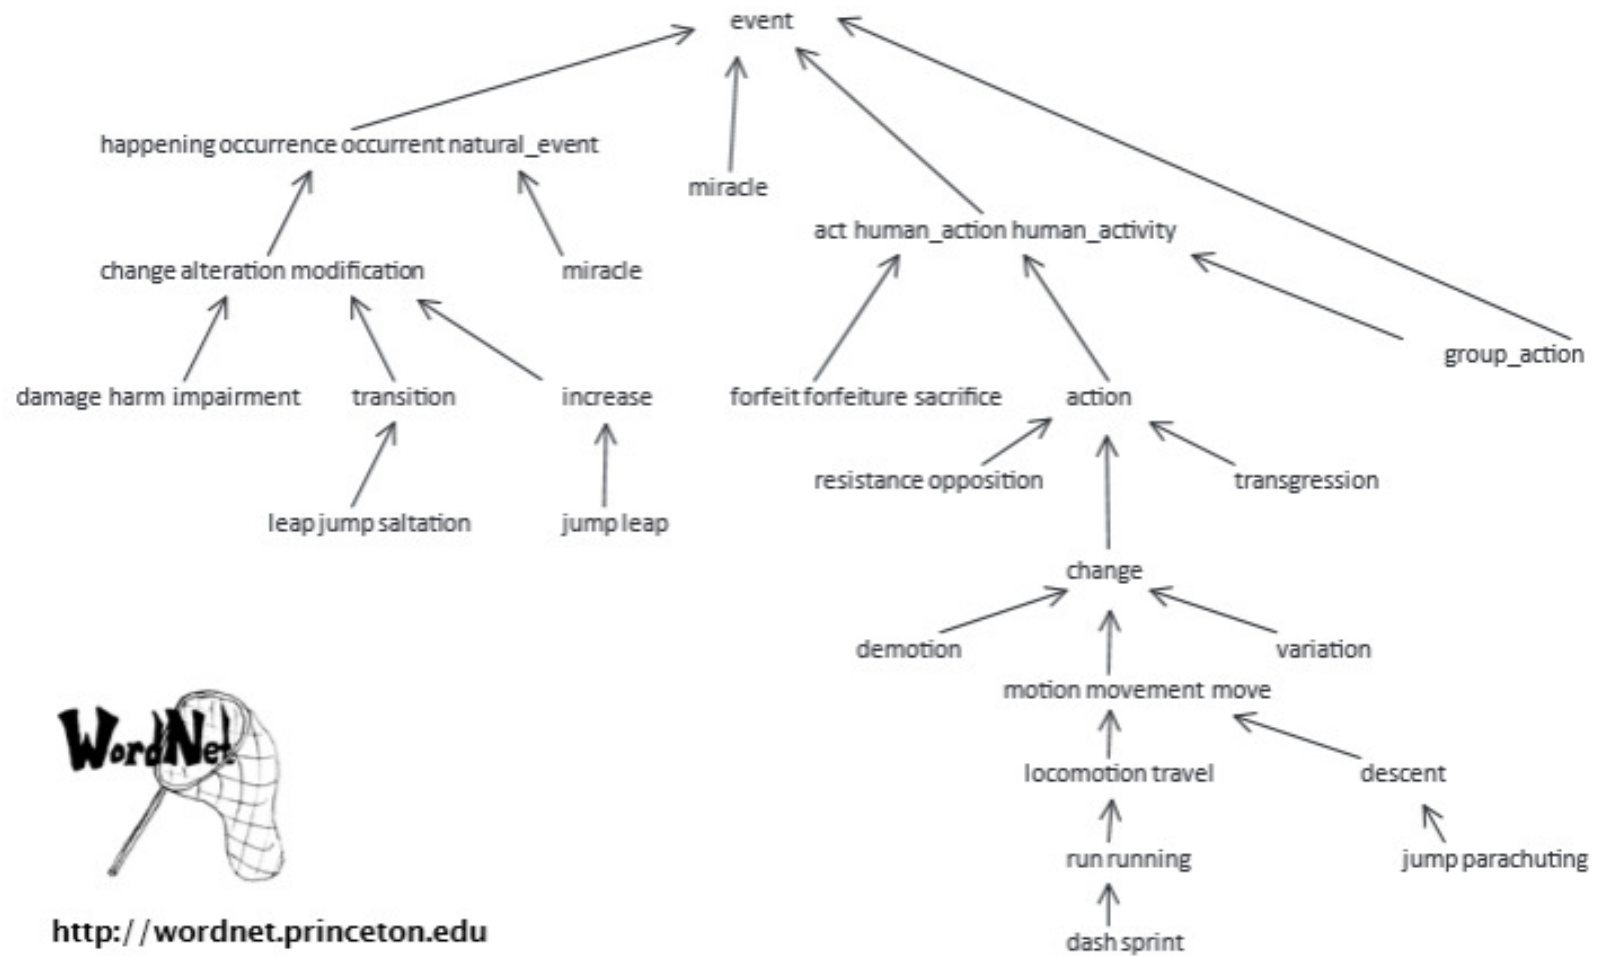 event
happening occurrence occurrent natural_event
miracle
act human_action human_activity
change alteration modification
miracle
group_action
damage harm impairment
transition
increase
forfeit forfeiture sacrifice
action
resistance opposition
transgression
leap jump saltation
jump leap
change
demotion
variation
motion movement move
WordNet
locomotion travel
descent
run running
jump parachuting
http://wordnet.princeton.edu
dash sprint